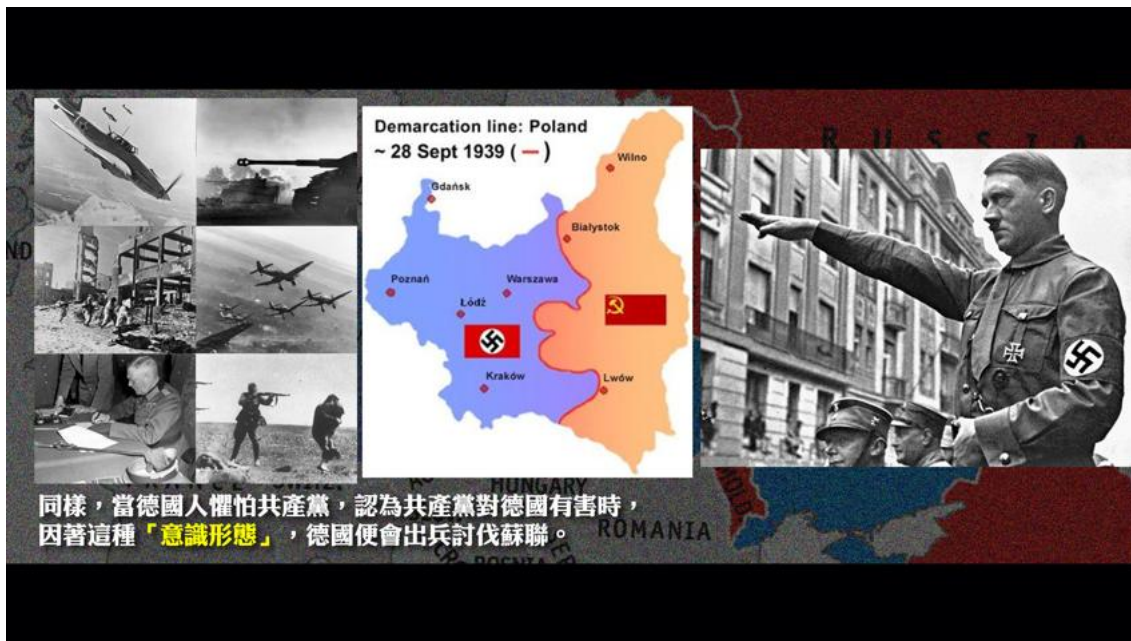 Demarcation line: Poland
~ 28 Sept 1939 ( — )
Wilno
Gdańsk
Białystok
Poznań
Warszawa
Łódź
Kraków
Lwów
RUSSIA
ND
HUNGARY
ROMANIA
MOLD
BOSNIA
同樣，當德國人懼怕共產黨，認為共產黨對德國有害時，
因著這種「意識形態」，德國便會出兵討伐蘇聯。